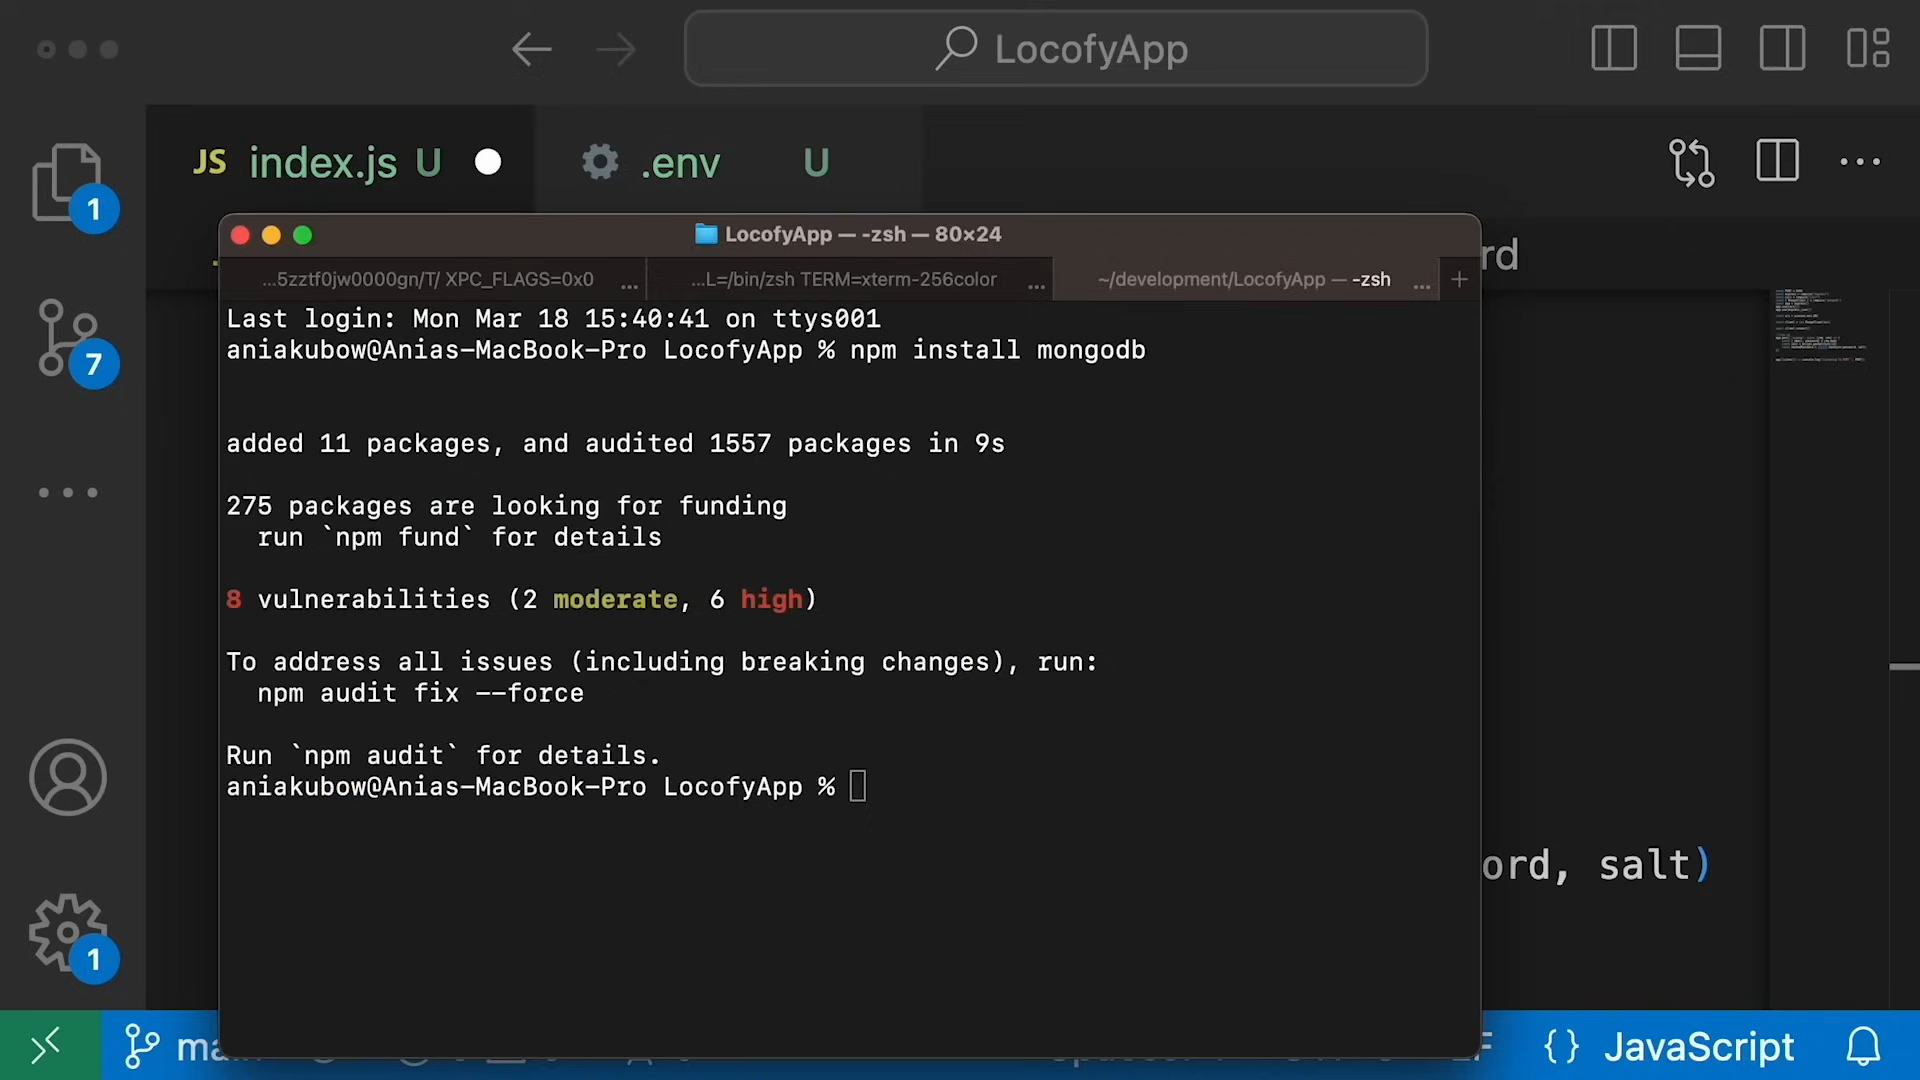 LocofyApp
JS index.js U
.env U
1
7
1
LocofyApp — -zsh — 80×24
...5zztf0jw0000gn/T/ XPC_FLAGS=0x0 ...
...L=/bin/zsh TERM=xterm-256color ...
~/development/LocofyApp — -zsh ...
+
rd
Last login: Mon Mar 18 15:40:41 on ttys001
aniakubow@Anias-MacBook-Pro LocofyApp % npm install mongodb
added 11 packages, and audited 1557 packages in 9s
275 packages are looking for funding
run `npm fund` for details
8 vulnerabilities (2 moderate, 6 high)
To address all issues (including breaking changes), run:
npm audit fix --force
Run `npm audit` for details.
aniakubow@Anias-MacBook-Pro LocofyApp %
ord, salt)
{} JavaScript